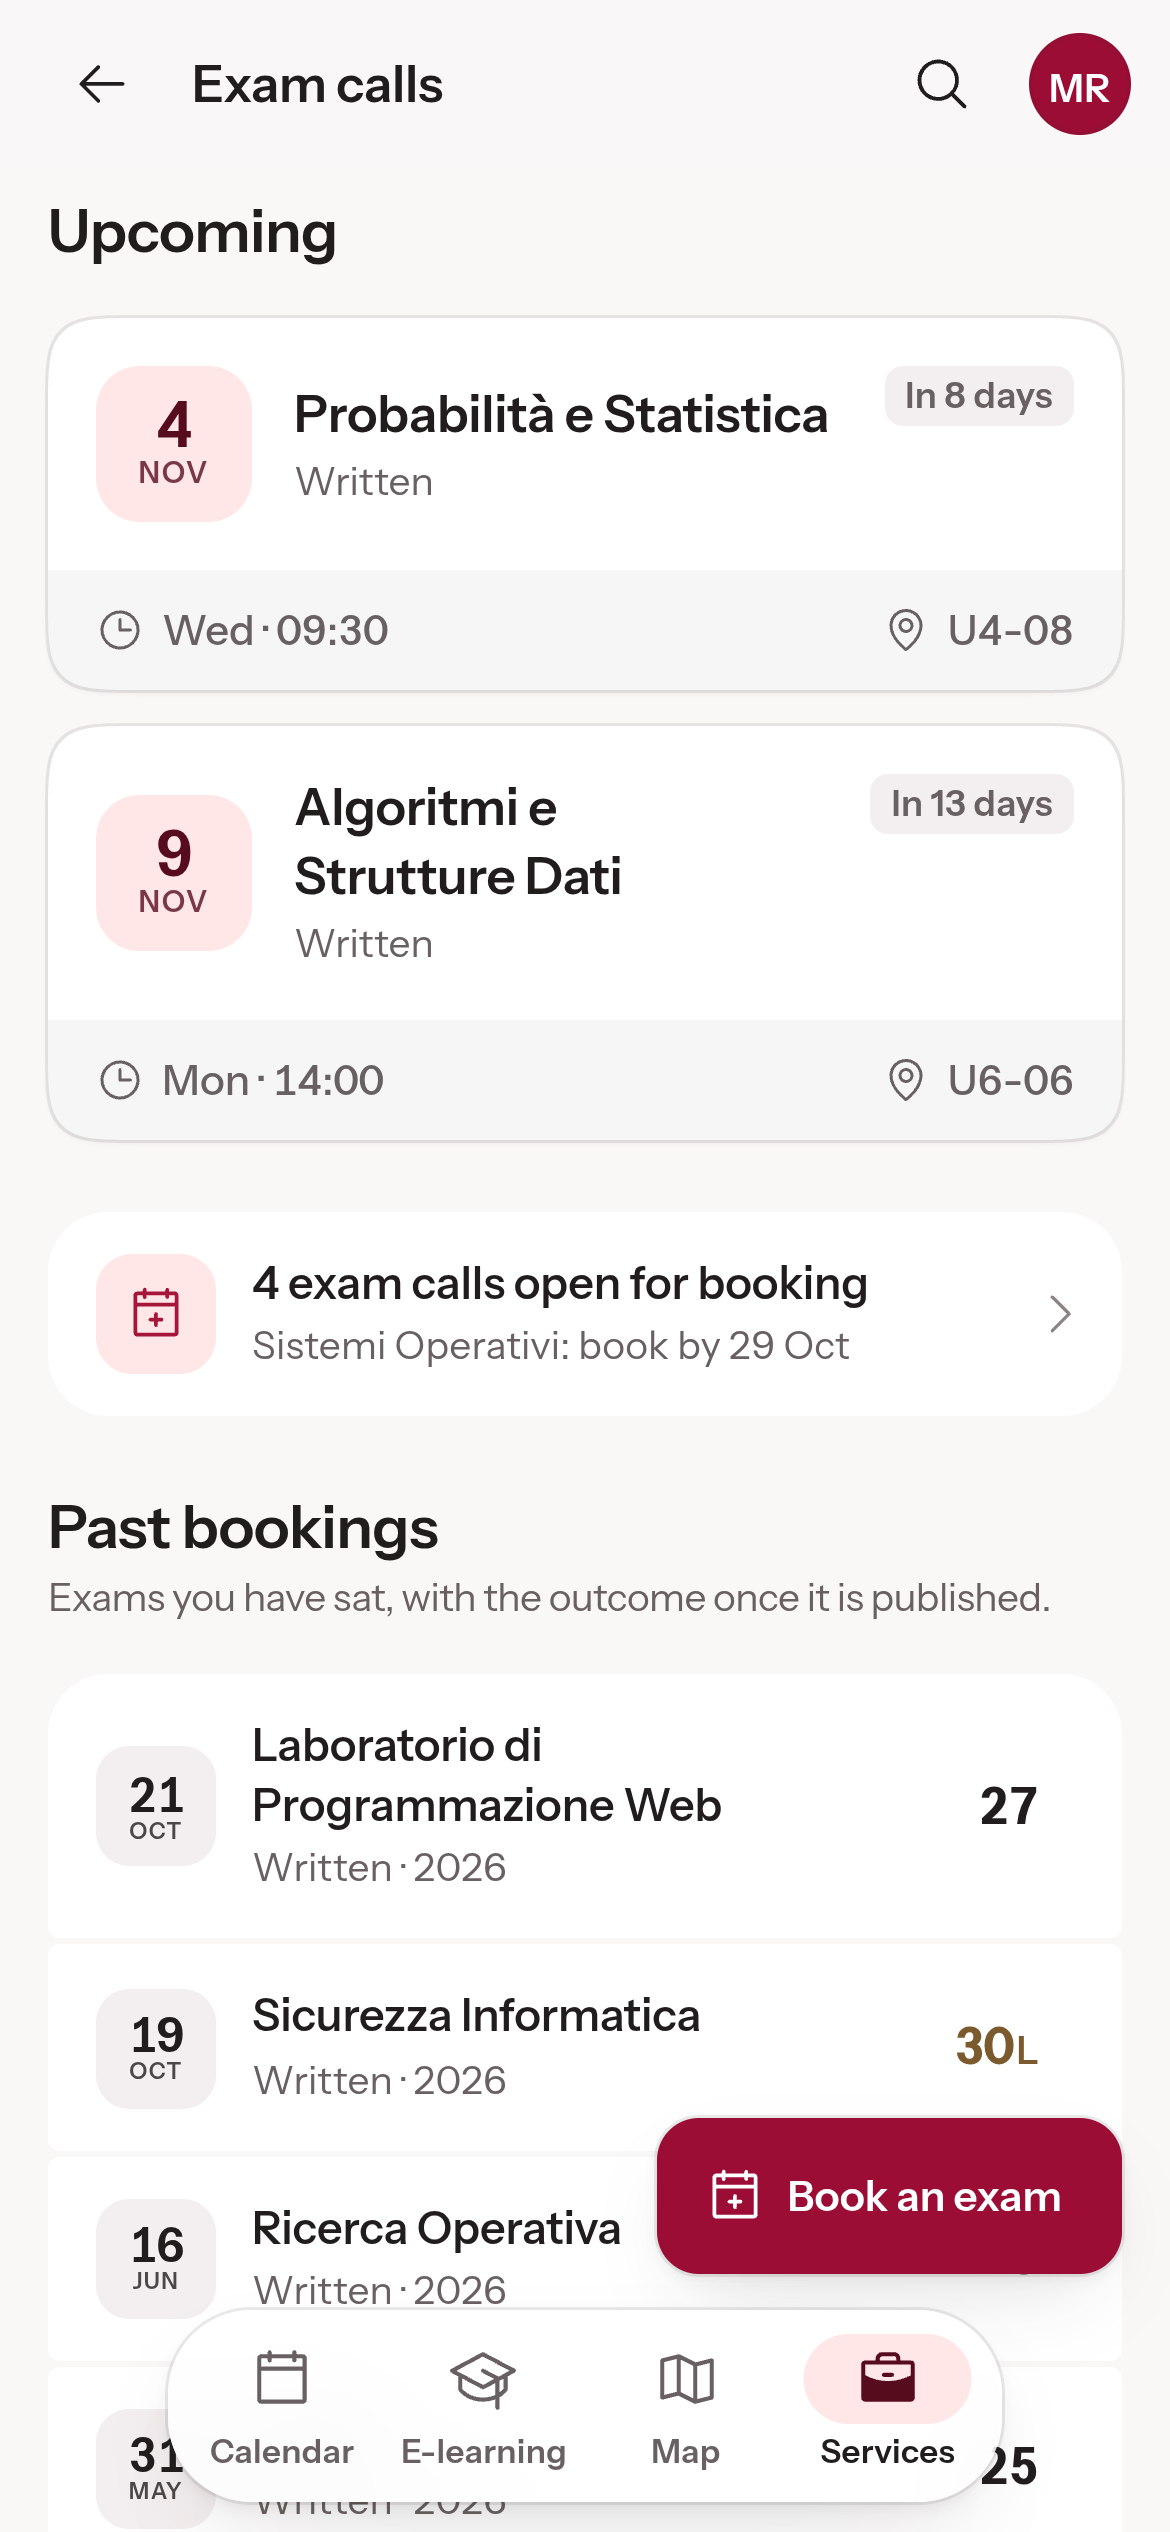 Exam calls
MR
Upcoming
4
NOV
Probabilità e Statistica
In 8 days
Written
Wed · 09:30
U4-08
9
NOV
Algoritmi e
Strutture Dati
In 13 days
Written
Mon · 14:00
U6-06
4 exam calls open for booking
Sistemi Operativi: book by 29 Oct
Past bookings
Exams you have sat, with the outcome once it is published.
21
OCT
Laboratorio di
Programmazione Web
Written · 2026
27
19
OCT
Sicurezza Informatica
Written · 2026
30L
Book an exam
16
JUN
Ricerca Operativa
Written · 2026
31
MAY
Written · 2026
25
Calendar
E-learning
Map
Services